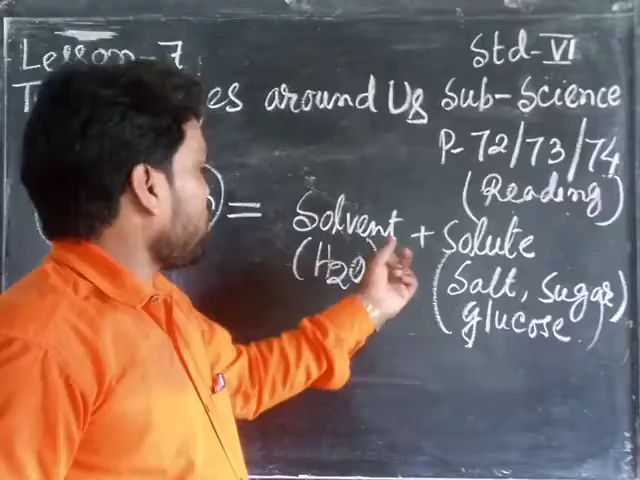 Lesson-7
Std-VI
es around Us
Sub-Science
P-72/73/74
(Reading)
= Solvent + Solute
(H2O)
(Salt, Sugar)
(glucose)